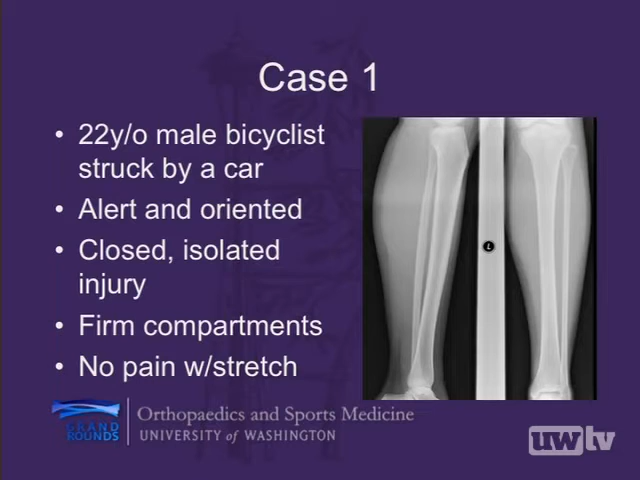 Case 1
• 22y/o male bicyclist
struck by a car
• Alert and oriented
• Closed, isolated
injury
• Firm compartments
• No pain w/stretch
L
GRAND
ROUNDS
Orthopaedics and Sports Medicine
UNIVERSITY of WASHINGTON
uwtv